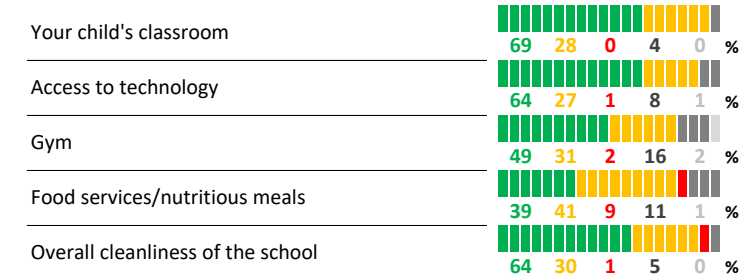 Your child's classroom
69 28 0 4 0 %
Access to technology
64 27 1 8 1 %
Gym
49 31 2 16 2 %
Food services/nutritious meals
39 41 9 11 1 %
Overall cleanliness of the school
64 30 1 5 0 %